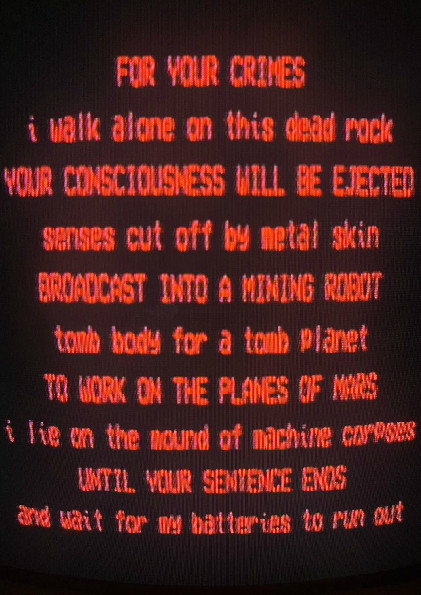 FOR YOUR CRIMES
i walk alone on this dead rock
YOUR CONSCIOUSNESS WILL BE EJECTED
senses cut off by metal skin
BROADCAST INTO A MINING ROBOT
tomb body for a tomb planet
TO WORK ON THE PLANES OF MARS
i lie on the mound of machine corpses
UNTIL YOUR SENTENCE ENDS
and wait for my batteries to run out